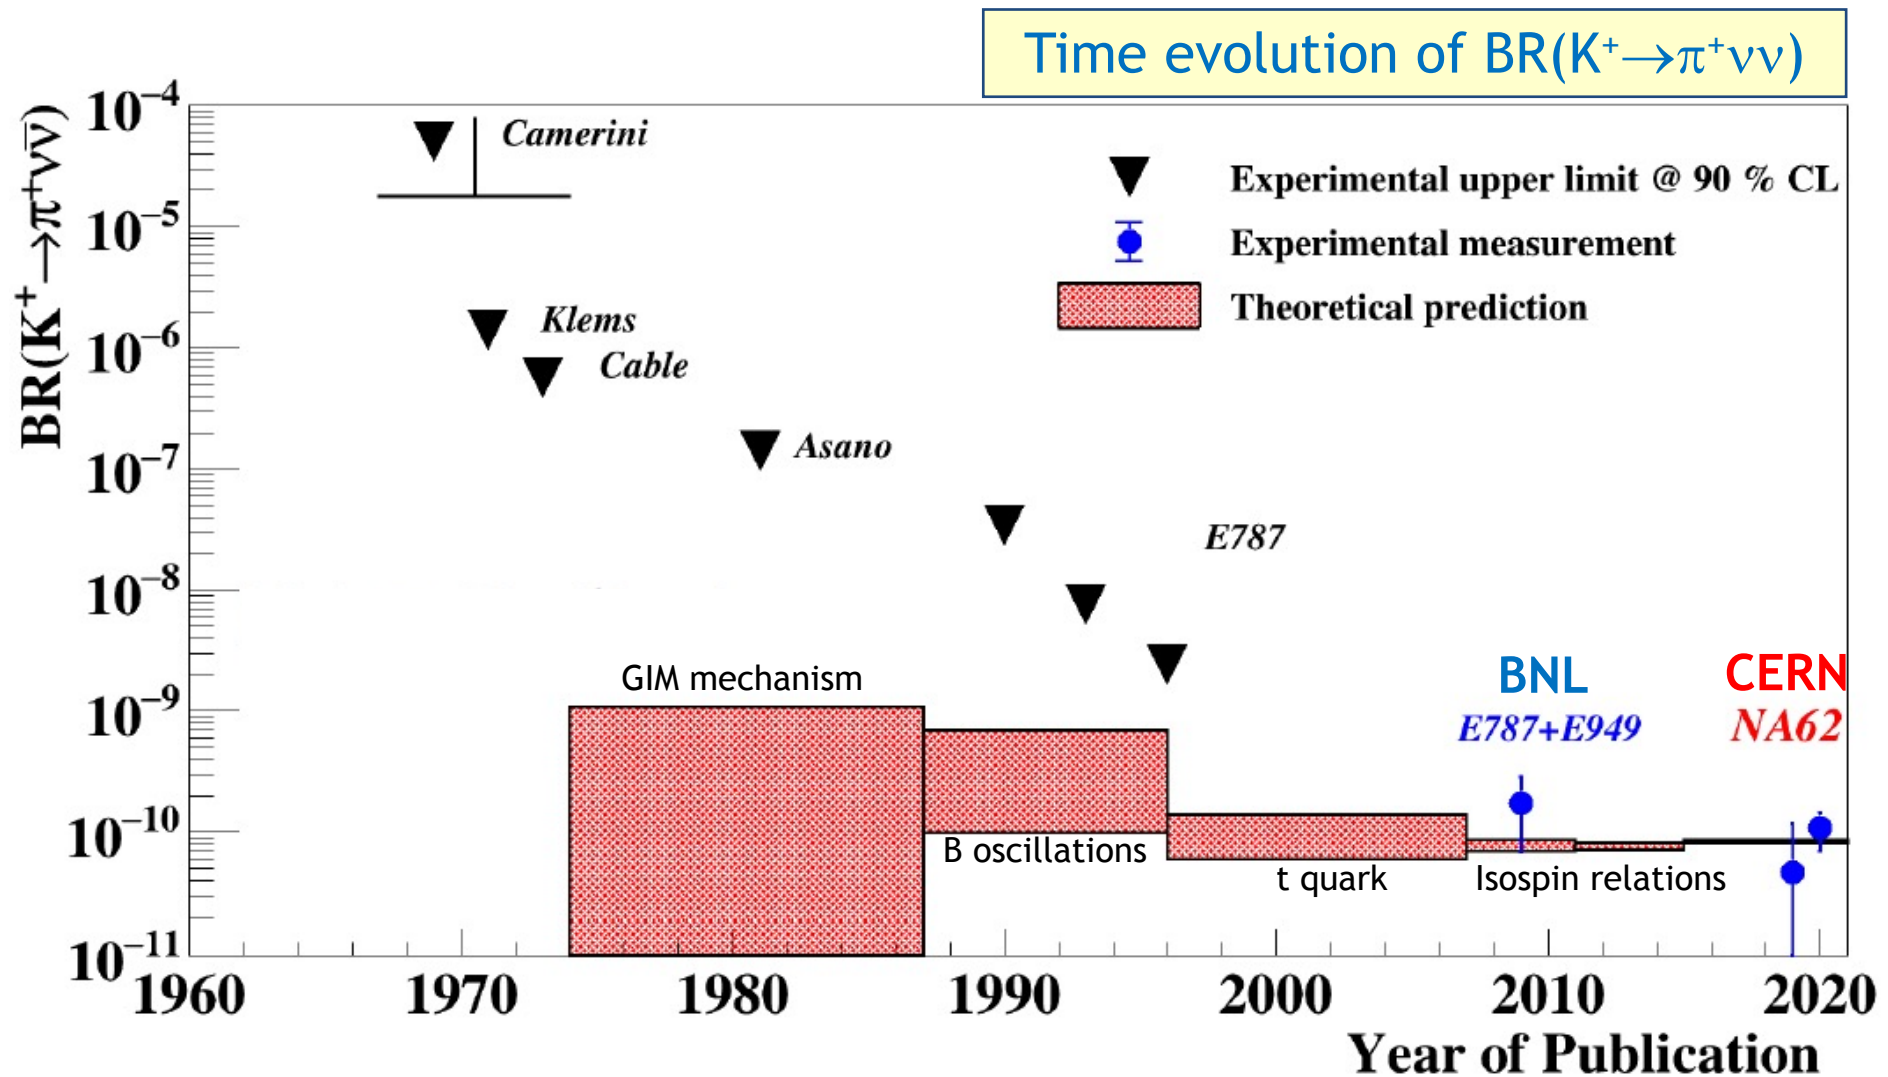 Time evolution of BR(K⁺→π⁺νν)
BR(K⁺→π⁺νν̄)
10⁻⁴
10⁻⁵
10⁻⁶
10⁻⁷
10⁻⁸
10⁻⁹
10⁻¹⁰
10⁻¹¹
Camerini
Experimental upper limit @ 90 % CL
Experimental measurement
Theoretical prediction
Klems
Cable
Asano
E787
GIM mechanism
BNL
E787+E949
CERN
NA62
B oscillations
t quark
Isospin relations
1960 1970 1980 1990 2000 2010 2020
Year of Publication